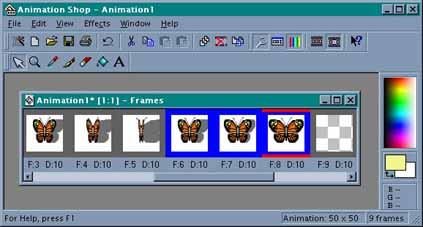 Animation Shop - Animation1
File Edit View Effects Window Help
A
Animation1* [1:1] - Frames
F:3 D:10 F:4 D:10 F:5 D:10 F:6 D:10 F:7 D:10 F:8 D:10 F:9 D:10
R --
G --
B --
For Help, press F1 Animation: 50 x 50 9 frames